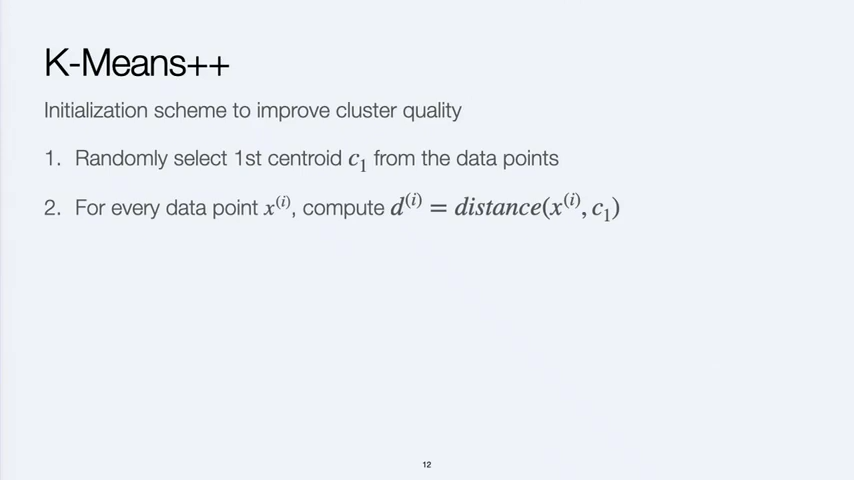 K-Means++
Initialization scheme to improve cluster quality
1. Randomly select 1st centroid c₁ from the data points
2. For every data point x⁽ⁱ⁾, compute d⁽ⁱ⁾ = distance(x⁽ⁱ⁾, c₁)
12